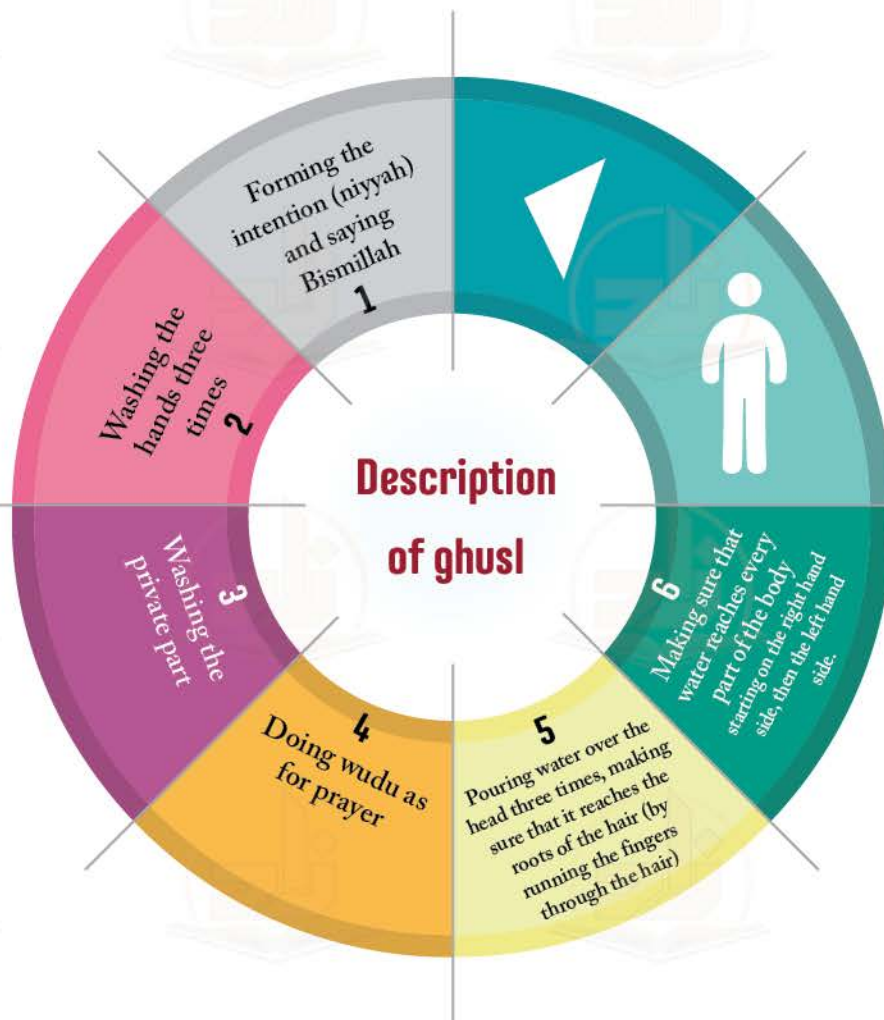 Description
of ghusl
Forming the
intention (niyyah)
and saying
Bismillah
1
Washing the
hands three
times
2
Washing the
private part
3
Doing wudu as
for prayer
4
Pouring water over the
head three times, making
sure that it reaches the
roots of the hair (by
running the fingers
through the hair)
5
Making sure that
water reaches every
part of the body
starting on the right hand
side, then the left hand
side.
6